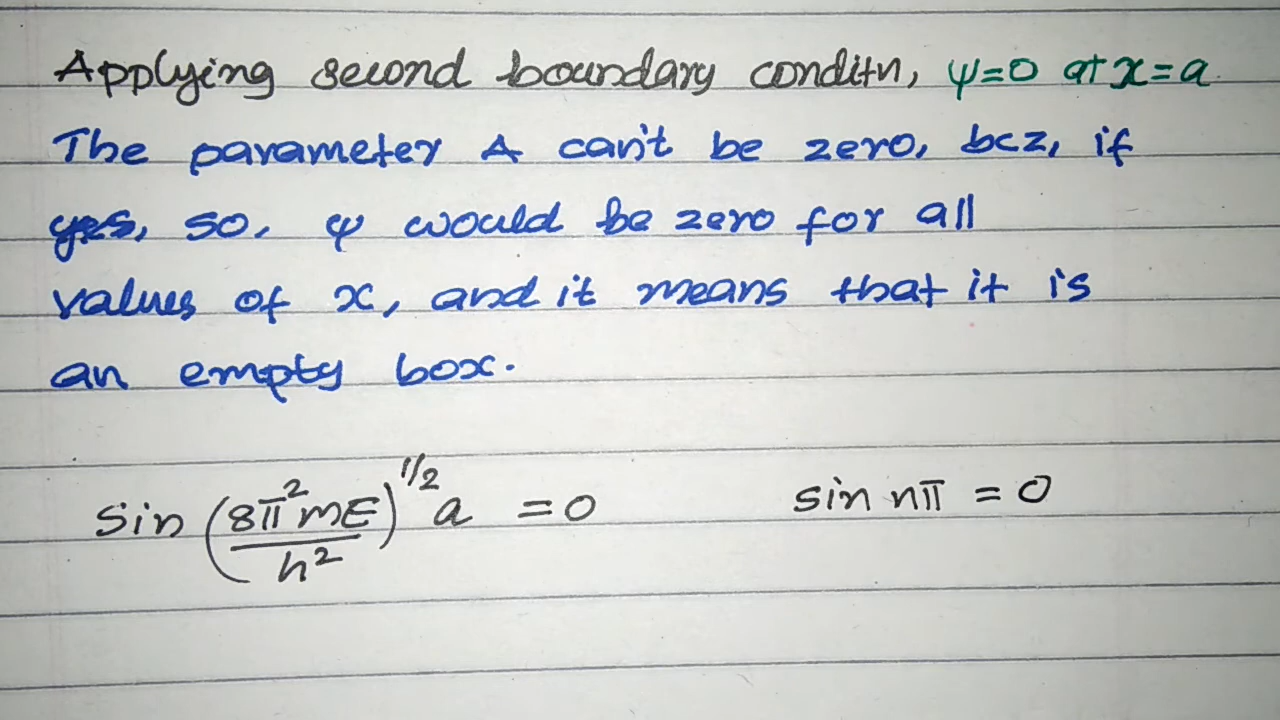 Applying second boundary conditn, ψ=0 at x=a.
The parameter A can't be zero, bcz, if
yes, so, ψ would be zero for all
values of x, and it means that it is
an empty box.
Sin (8π²mE/h²)^1/2 a = 0 sin nπ = 0